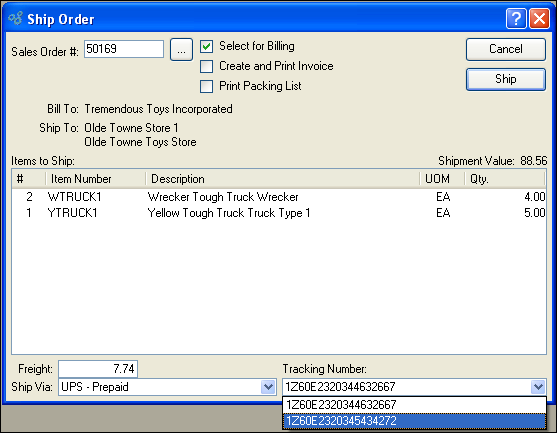 Ship Order
Sales Order #: 50169 ... Select for Billing Cancel
Create and Print Invoice
Print Packing List Ship
Bill To: Tremendous Toys Incorporated
Ship To: Olde Towne Store 1
Olde Towne Toys Store
Items to Ship: Shipment Value: 88.56
# Item Number Description UOM Qty.
2 WTRUCK1 Wrecker Tough Truck Wrecker EA 4.00
1 YTRUCK1 Yellow Tough Truck Truck Type 1 EA 5.00
Freight: 7.74 Tracking Number:
Ship Via: UPS - Prepaid 1Z60E2320344632667
1Z60E2320344632667
1Z60E2320345434272